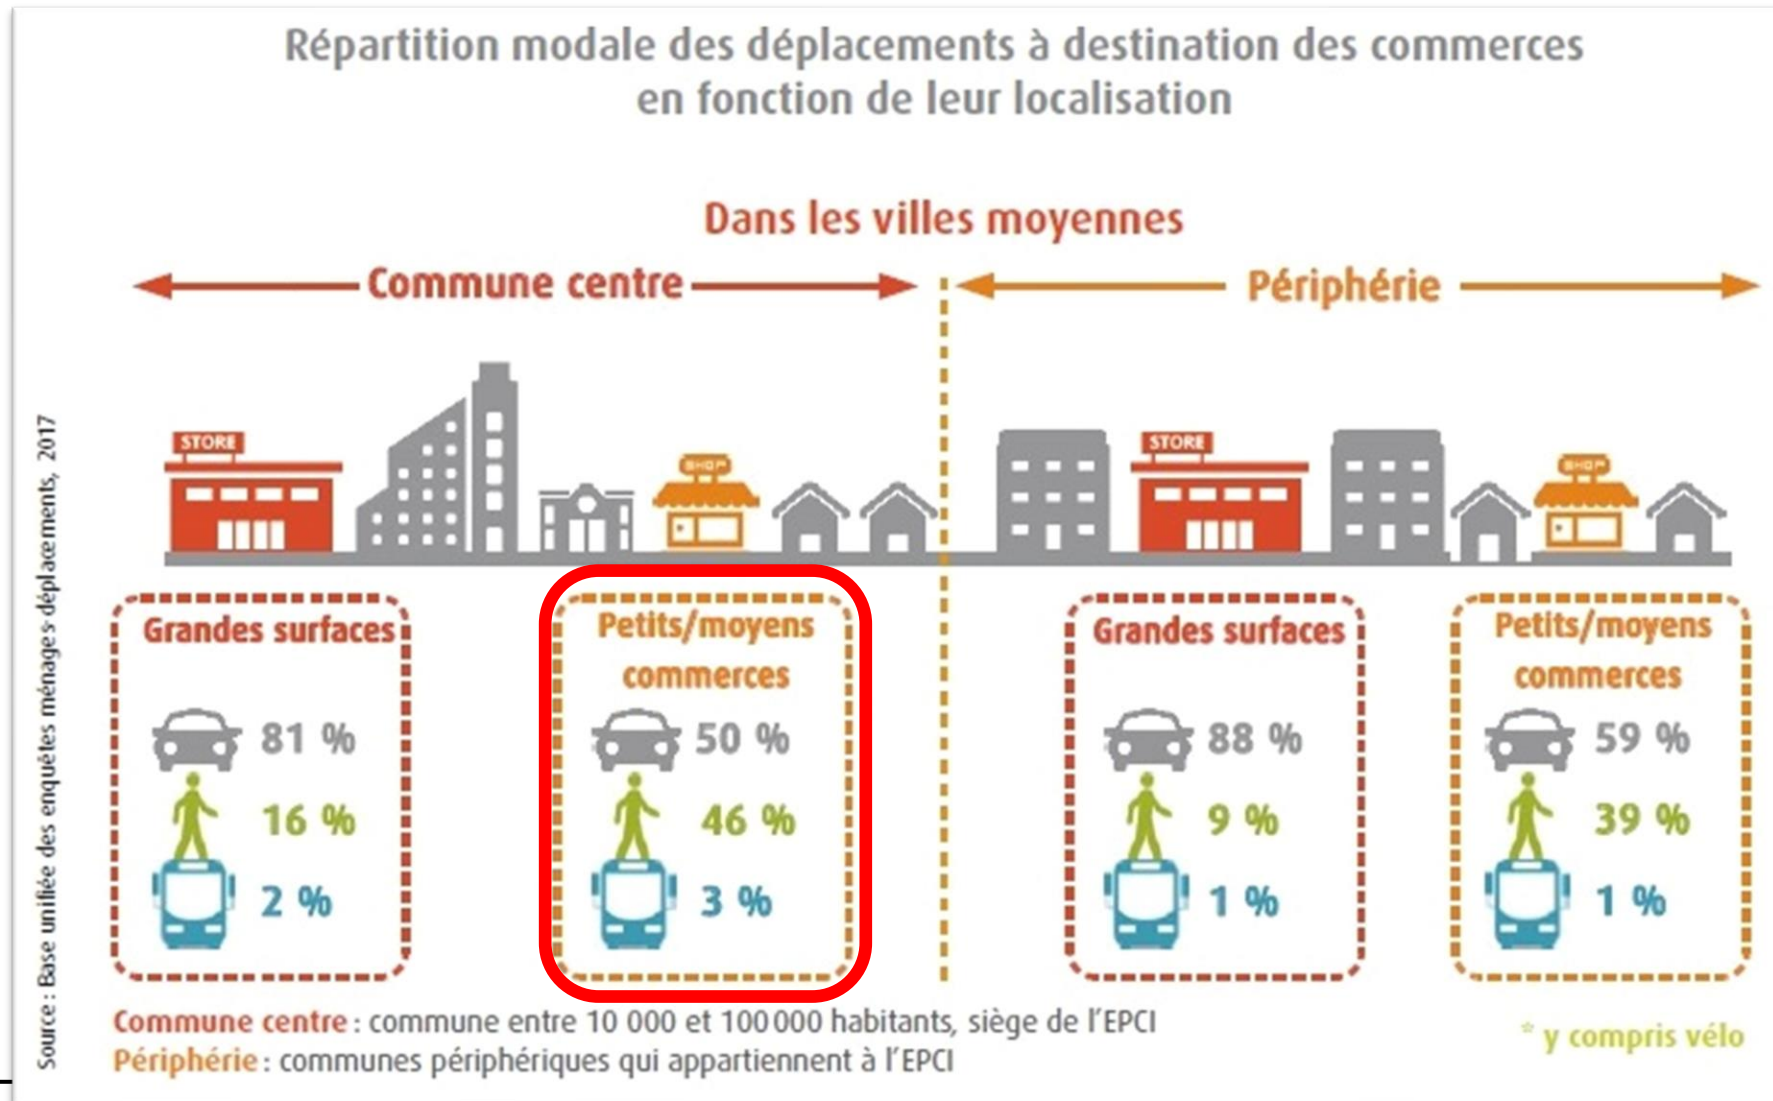 Répartition modale des déplacements à destination des commerces
en fonction de leur localisation
Dans les villes moyennes
Commune centre
Périphérie
STORE
SHOP
STORE
SHOP
Grandes surfaces
81 %
16 %
2 %
Petits/moyens
commerces
50 %
46 %
3 %
Grandes surfaces
88 %
9 %
1 %
Petits/moyens
commerces
59 %
39 %
1 %
Commune centre : commune entre 10 000 et 100 000 habitants, siège de l'EPCI
Périphérie : communes périphériques qui appartiennent à l'EPCI
* y compris vélo
Source : Base unifiée des enquêtes ménages-déplacements, 2017